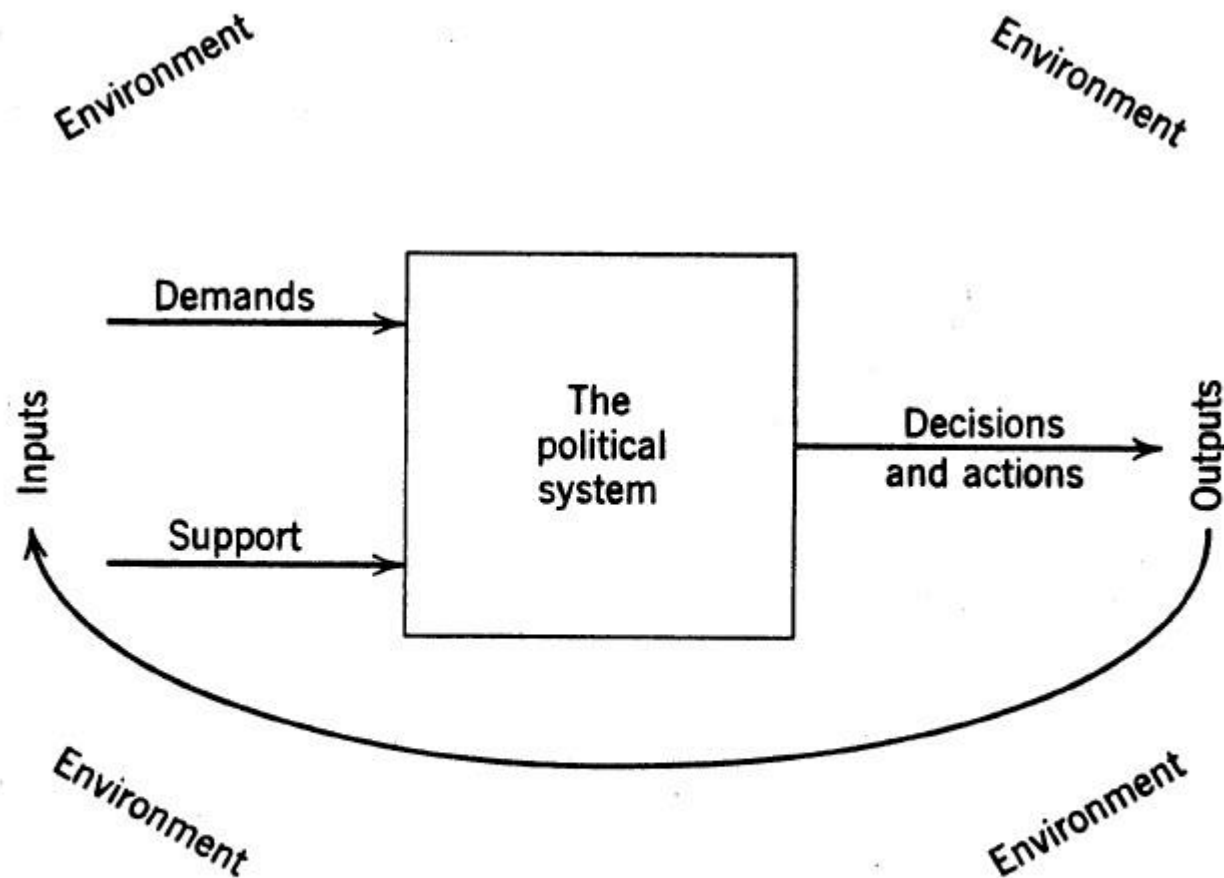 Environment
Environment
Demands
Inputs
The
political
system
Decisions
and actions
Outputs
Support
Environment
Environment